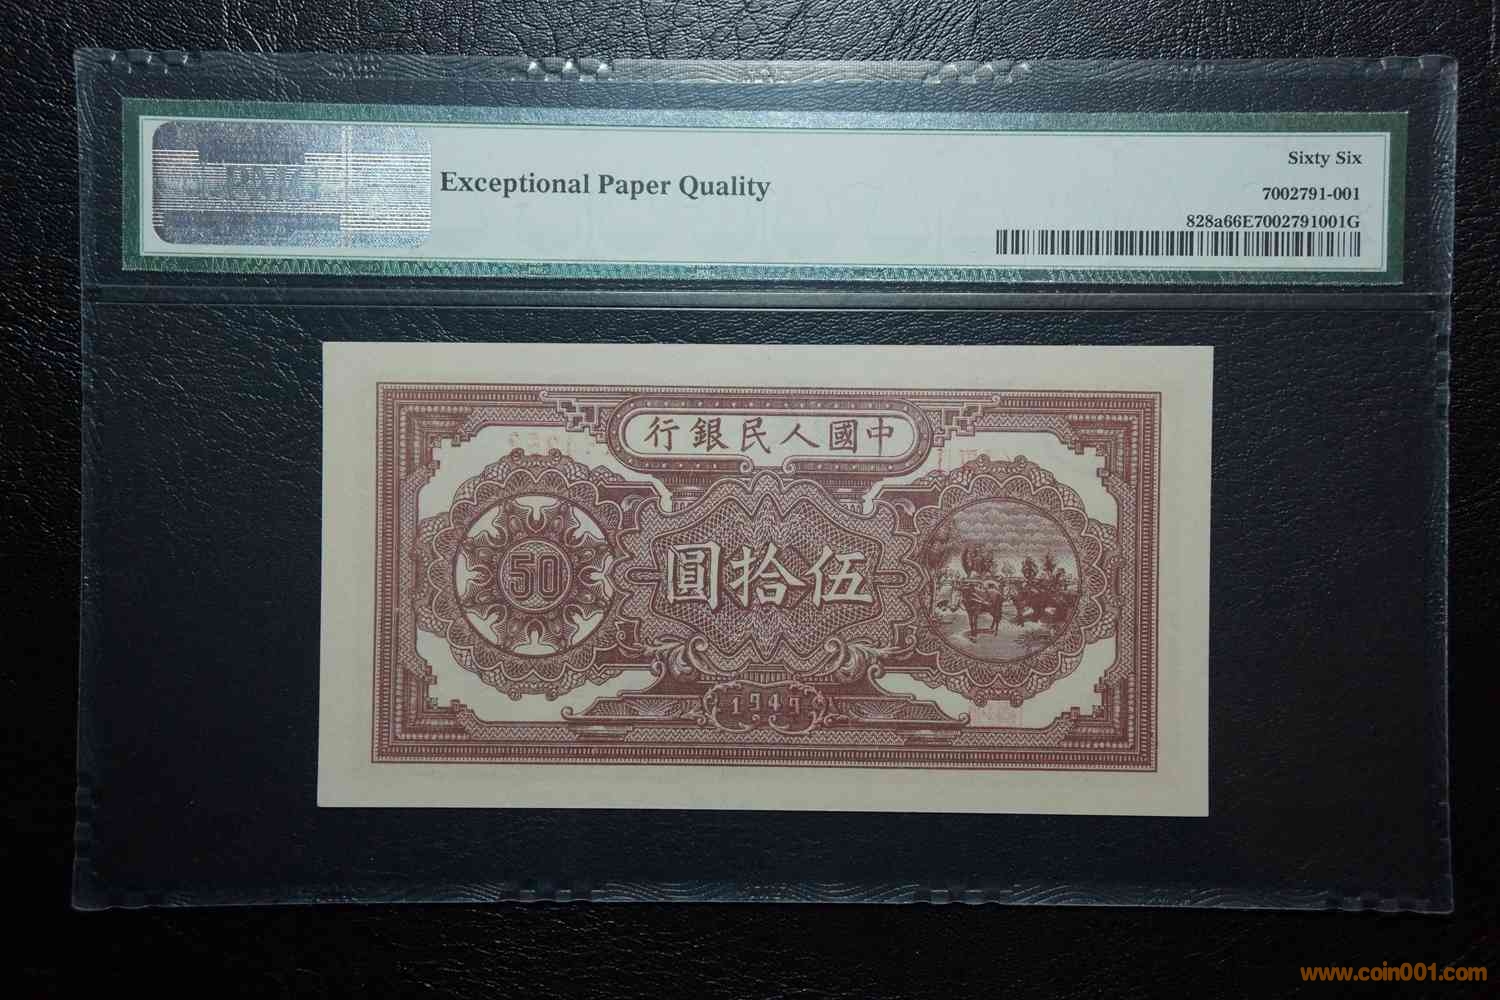 Sixty Six
Exceptional Paper Quality
7002791-001
828a66E7002791001G
行銀民人國中
50
圓拾伍
1949
www.coin001.com